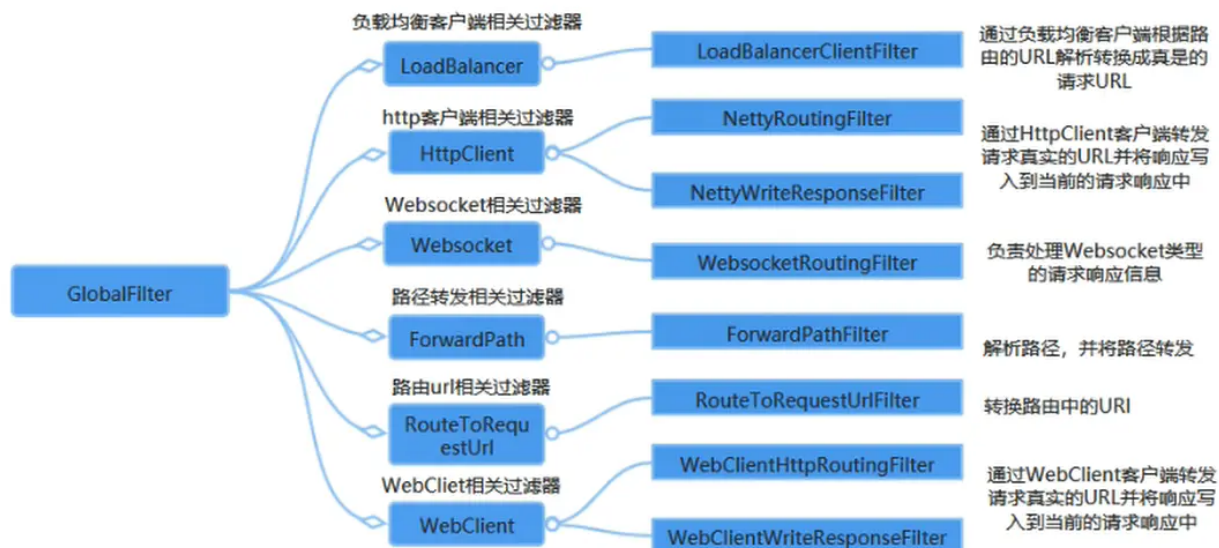 负载均衡客户端相关过滤器
LoadBalancer
LoadBalancerClientFilter
通过负载均衡客户端根据路
由的URL解析转换成真是的
请求URL
http客户端相关过滤器
HttpClient
NettyRoutingFilter
NettyWriteResponseFilter
通过HttpClient客户端转发
请求真实的URL并将响应写
入到当前的请求响应中
Websocket相关过滤器
Websocket
WebsocketRoutingFilter
负责处理Websocket类型
的请求响应信息
GlobalFilter
路径转发相关过滤器
ForwardPath
ForwardPathFilter
解析路径，并将路径转发
路由url相关过滤器
RouteToRequ
estUrl
RouteToRequestUrlFilter
转换路由中的URI
WebCliet相关过滤器
WebClient
WebClientHttpRoutingFilter
WebClientWriteResponseFilter
通过WebClient客户端转发
请求真实的URL并将响应写
入到当前的请求响应中